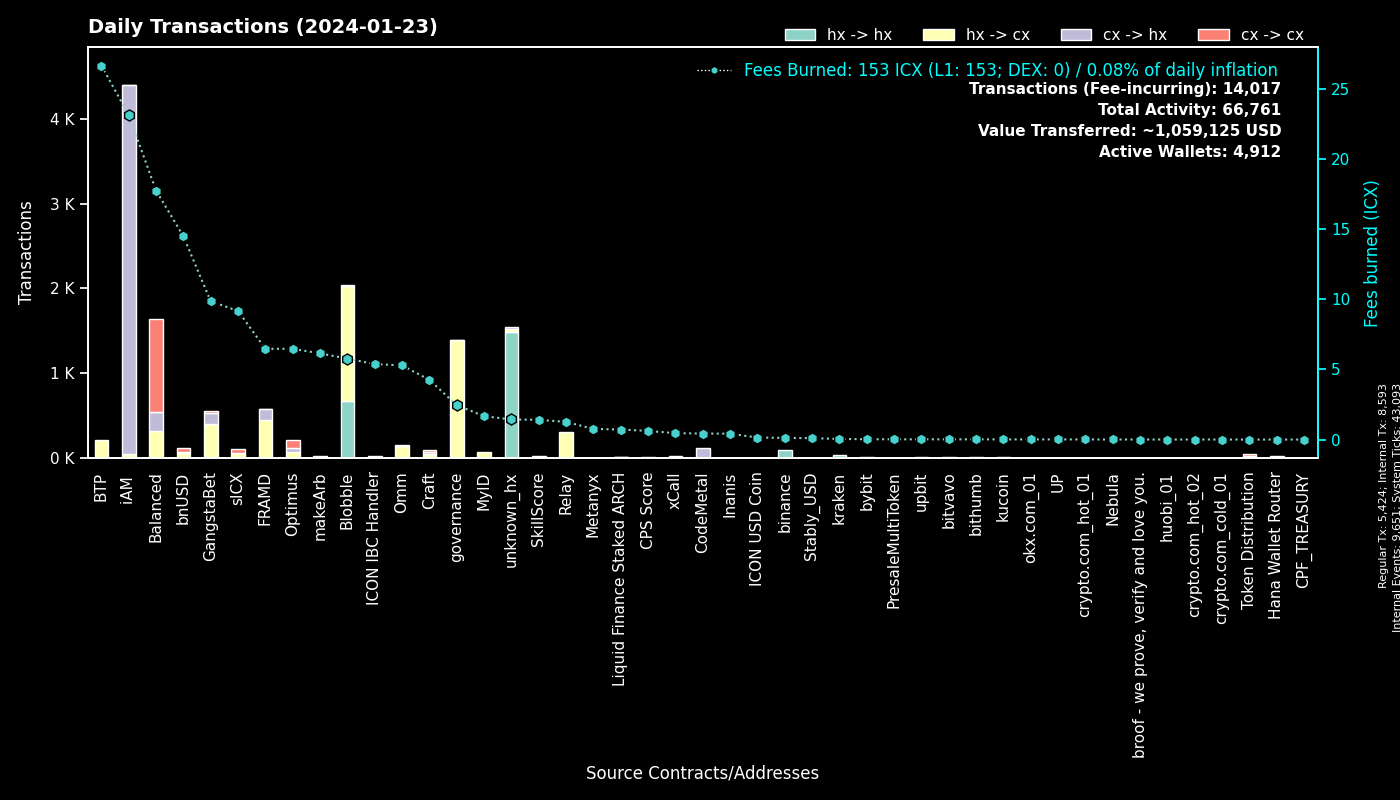 Daily Transactions (2024-01-23)
hx -> hx
hx -> cx
cx -> hx
cx -> cx
Fees Burned: 153 ICX (L1: 153; DEX: 0) / 0.08% of daily inflation
Transactions (Fee-incurring): 14,017
Total Activity: 66,761
Value Transferred: ~1,059,125 USD
Active Wallets: 4,912
Transactions
4 K
3 K
2 K
1 K
0 K
25
20
15
10
5
0
Fees burned (ICX)
Regular Tx: 5,424; Internal Tx: 8,593
Internal Events: 9,651; System Ticks: 43,093
BTP
iAM
Balanced
bnUSD
GangstaBet
sICX
FRAMD
Optimus
makeArb
Blobble
ICON IBC Handler
Omm
Craft
governance
MyID
unknown_hx
SkillScore
Relay
Metanyx
Liquid Finance Staked ARCH
CPS Score
xCall
CodeMetal
Inanis
ICON USD Coin
binance
Stably_USD
kraken
bybit
PresaleMultiToken
upbit
bitvavo
bithumb
kucoin
okx.com_01
UP
crypto.com_hot_01
Nebula
broof - we prove, verify and love you.
huobi_01
crypto.com_hot_02
crypto.com_cold_01
Token Distribution
Hana Wallet Router
CPF_TREASURY
Source Contracts/Addresses